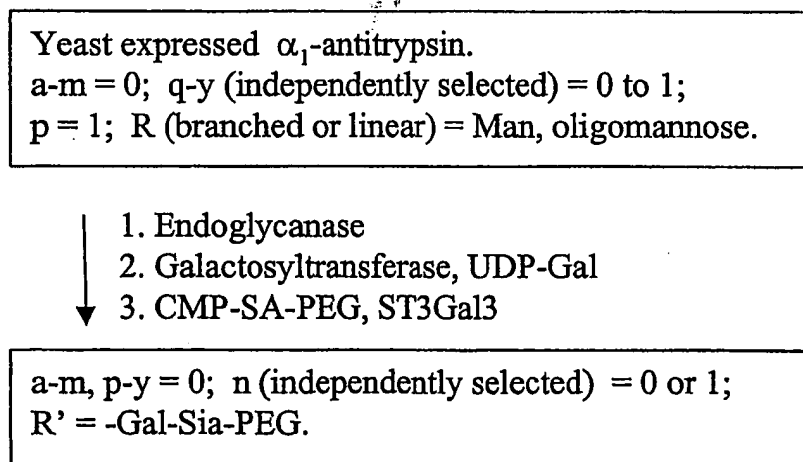 Yeast expressed α₁-antitrypsin.
a-m = 0; q-y (independently selected) = 0 to 1;
p = 1; R (branched or linear) = Man, oligomannose.
1. Endoglycanase
2. Galactosyltransferase, UDP-Gal
3. CMP-SA-PEG, ST3Gal3
a-m, p-y = 0; n (independently selected) = 0 or 1;
R’ = -Gal-Sia-PEG.